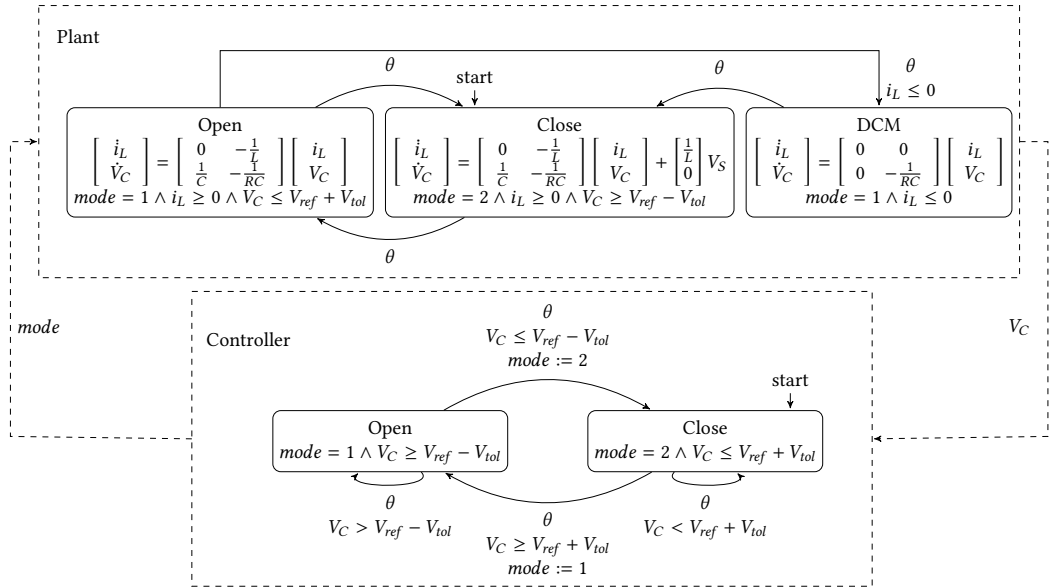 Plant
θ
θ
start
θ
θ
i_L ≤ 0
Open
[ i̇_L V̇_C ] = [ 0 −1/L 1/C −1/RC ] [ i_L V_C ]
mode = 1 ∧ i_L ≥ 0 ∧ V_C ≤ V_ref + V_tol
Close
[ i̇_L V̇_C ] = [ 0 −1/L 1/C −1/RC ] [ i_L V_C ] + [ 1/L 0 ] V_S
mode = 2 ∧ i_L ≥ 0 ∧ V_C ≥ V_ref − V_tol
DCM
[ i̇_L V̇_C ] = [ 0 0 0 −1/RC ] [ i_L V_C ]
mode = 1 ∧ i_L ≤ 0
θ
mode
V_C
Controller
θ
V_C ≤ V_ref − V_tol
mode := 2
start
Open
mode = 1 ∧ V_C ≥ V_ref − V_tol
Close
mode = 2 ∧ V_C ≤ V_ref + V_tol
θ
V_C > V_ref − V_tol
θ
V_C ≥ V_ref + V_tol
mode := 1
θ
V_C < V_ref + V_tol